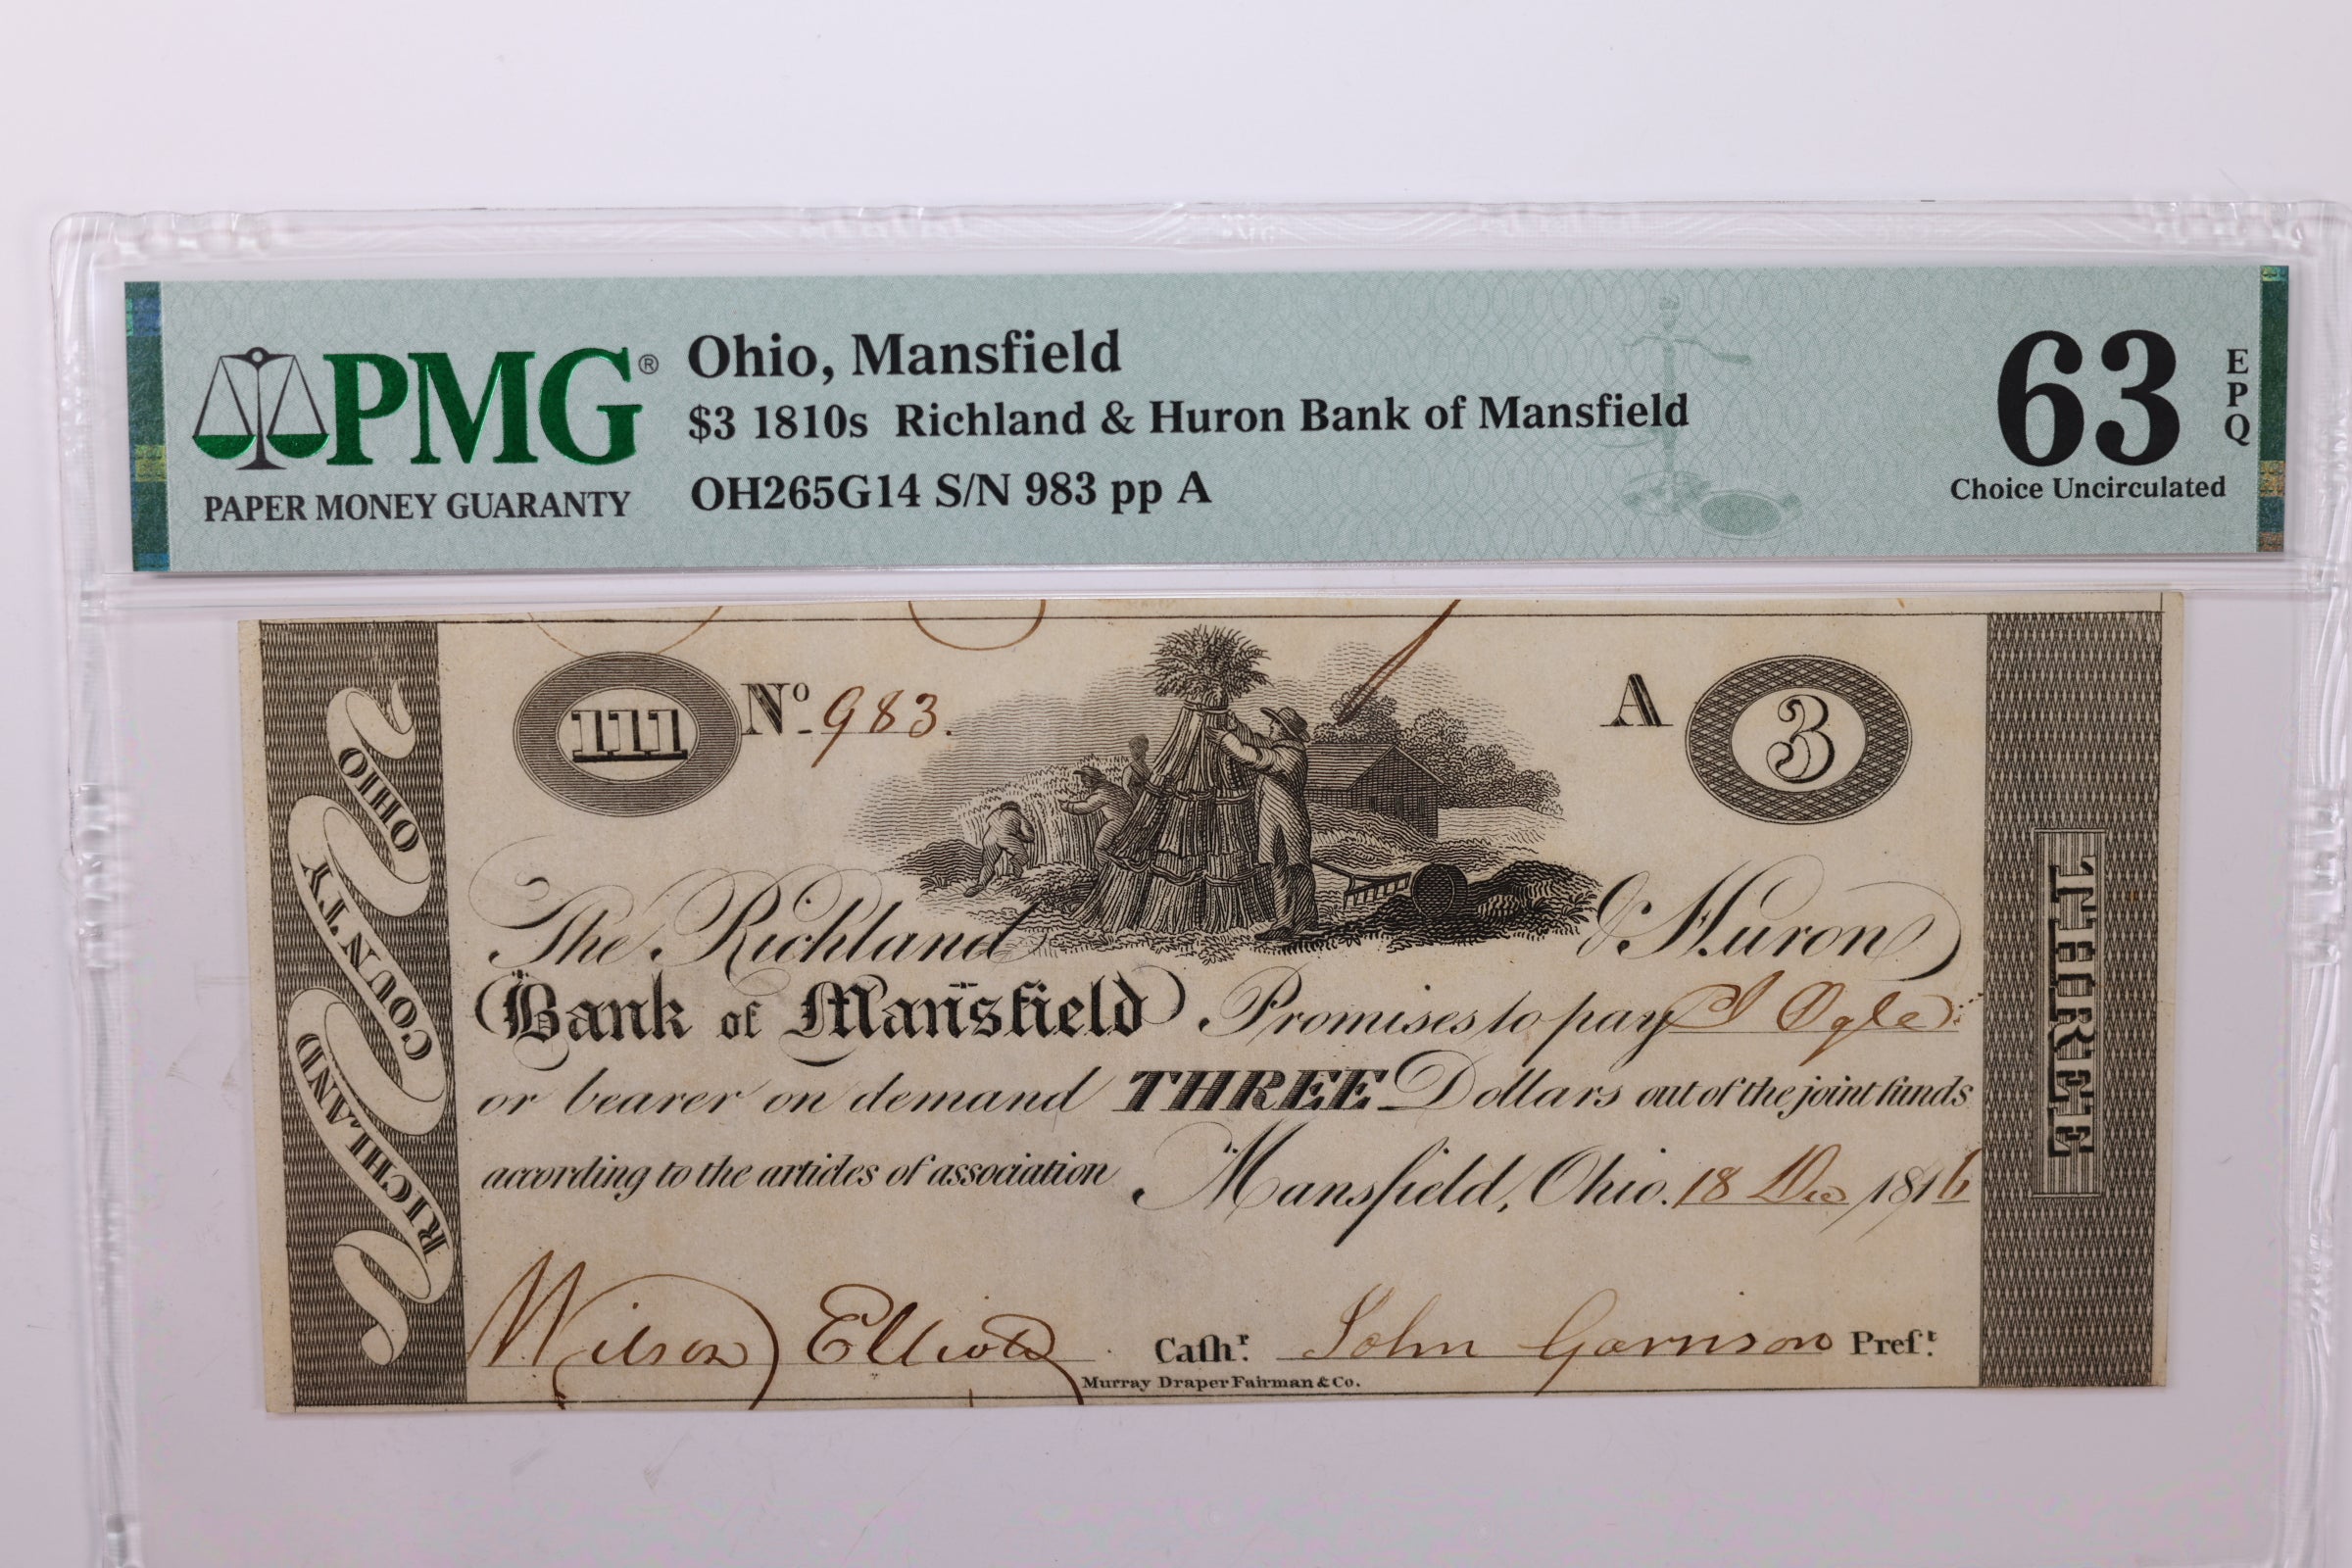 PMG®
PAPER MONEY GUARANTY
Ohio, Mansfield
$3 1810s Richland & Huron Bank of Mansfield
OH265G14 S/N 983 pp A
63
EPQ
Choice Uncirculated
RICHLAND COUNTY OHIO
111
No. 983.
A
3
THREE
The Richland & Huron
Bank of Mansfield Promises to pay J Ogle
or bearer on demand THREE Dollars out of the joint funds
according to the articles of association Mansfield, Ohio. 18 Dec 1816
Wilson Elliott Caſhr. John Garrison Preſt.
Murray Draper Fairman & Co.